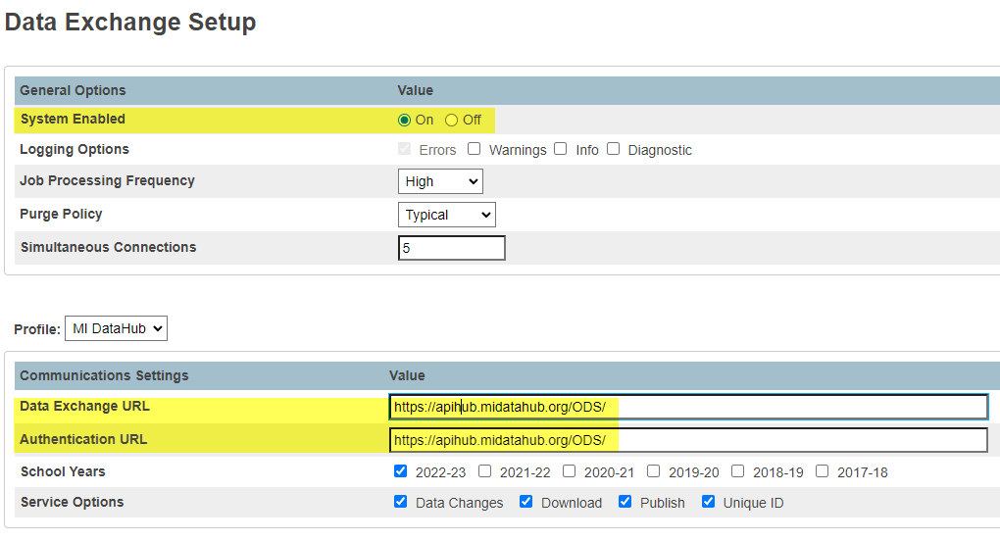 Data Exchange Setup
General Options Value
System Enabled On Off
Logging Options Errors Warnings Info Diagnostic
Job Processing Frequency High
Purge Policy Typical
Simultaneous Connections 5
Profile: MI DataHub
Communications Settings Value
Data Exchange URL https://apihub.midatahub.org/ODS/
Authentication URL https://apihub.midatahub.org/ODS/
School Years 2022-23 2021-22 2020-21 2019-20 2018-19 2017-18
Service Options Data Changes Download Publish Unique ID